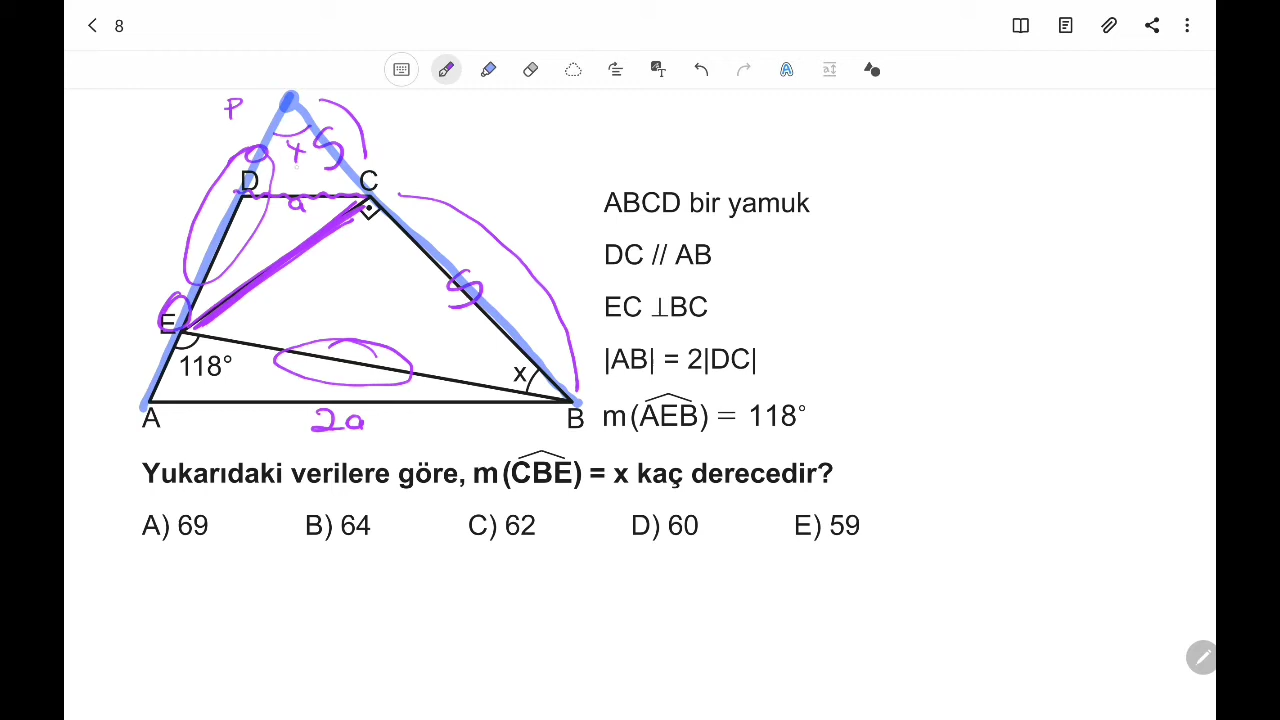 8
P
x
D C
a
ABCD bir yamuk
DC // AB
EC ⊥BC
|AB| = 2|DC|
m(AEB) = 118°
E
118°
x
A B
2a
Yukarıdaki verilere göre, m(CBE) = x kaç derecedir?
A) 69 B) 64 C) 62 D) 60 E) 59